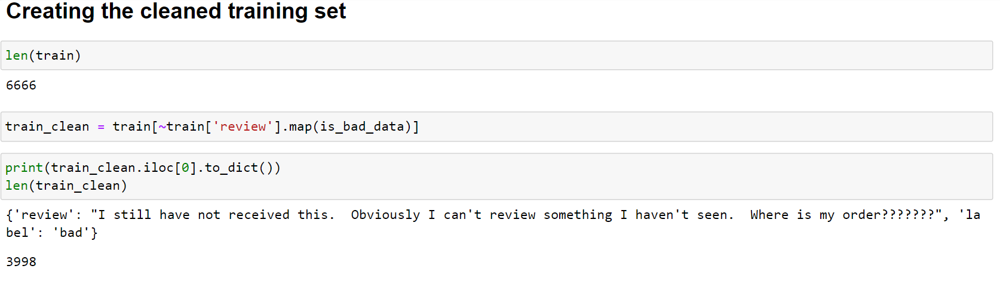 Creating the cleaned training set
len(train)
6666
train_clean = train[~train['review'].map(is_bad_data)]
print(train_clean.iloc[0].to_dict())
len(train_clean)
{'review': "I still have not received this.  Obviously I can't review something I haven't seen.  Where is my order???????", 'la
bel': 'bad'}
3998